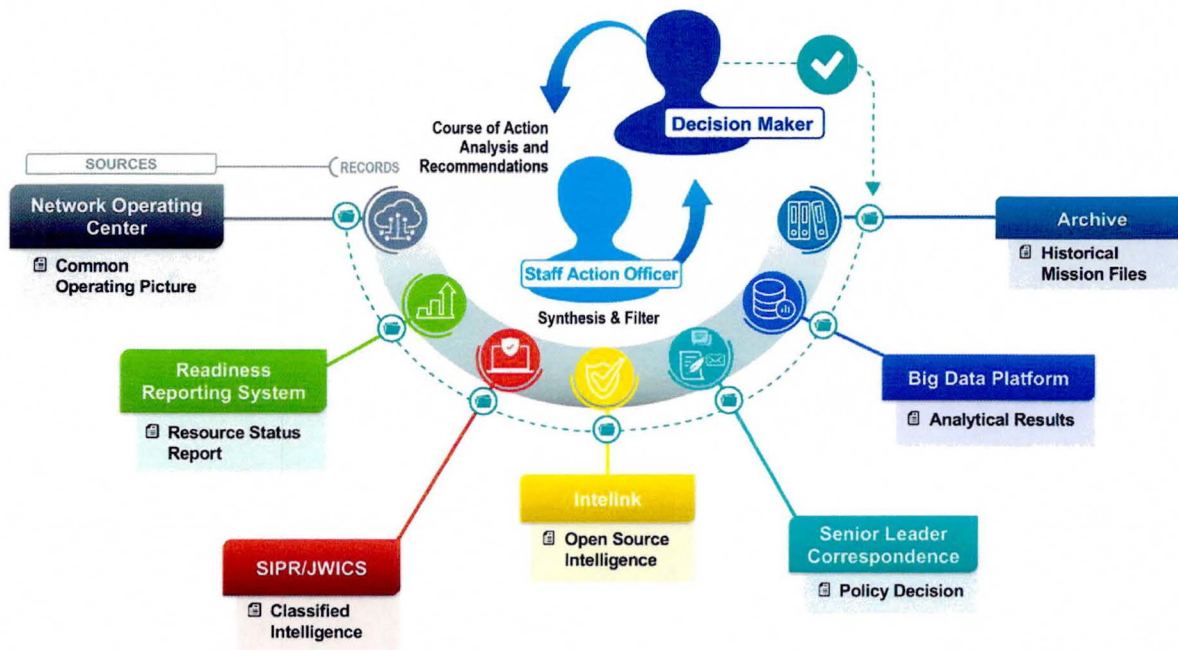 Decision Maker
Course of Action
Analysis and
Recommendations
SOURCES
RECORDS
Network Operating
Center
Common
Operating Picture
Staff Action Officer
Synthesis & Filter
Archive
Historical
Mission Files
Readiness
Reporting System
Resource Status
Report
Big Data Platform
Analytical Results
Intelink
Open Source
Intelligence
Senior Leader
Correspondence
Policy Decision
SIPR/JWICS
Classified
Intelligence